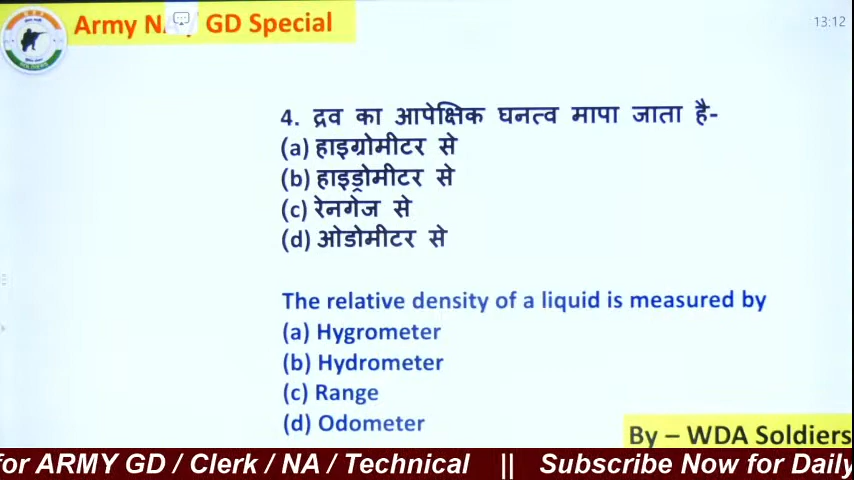 Army NA / GD Special
13:12
4. द्रव का आपेक्षिक घनत्व मापा जाता है-
(a) हाइग्रोमीटर से
(b) हाइड्रोमीटर से
(c) रेनगेज से
(d) ओडोमीटर से
The relative density of a liquid is measured by
(a) Hygrometer
(b) Hydrometer
(c) Range
(d) Odometer
By – WDA Soldiers
for ARMY GD / Clerk / NA / Technical || Subscribe Now for Daily